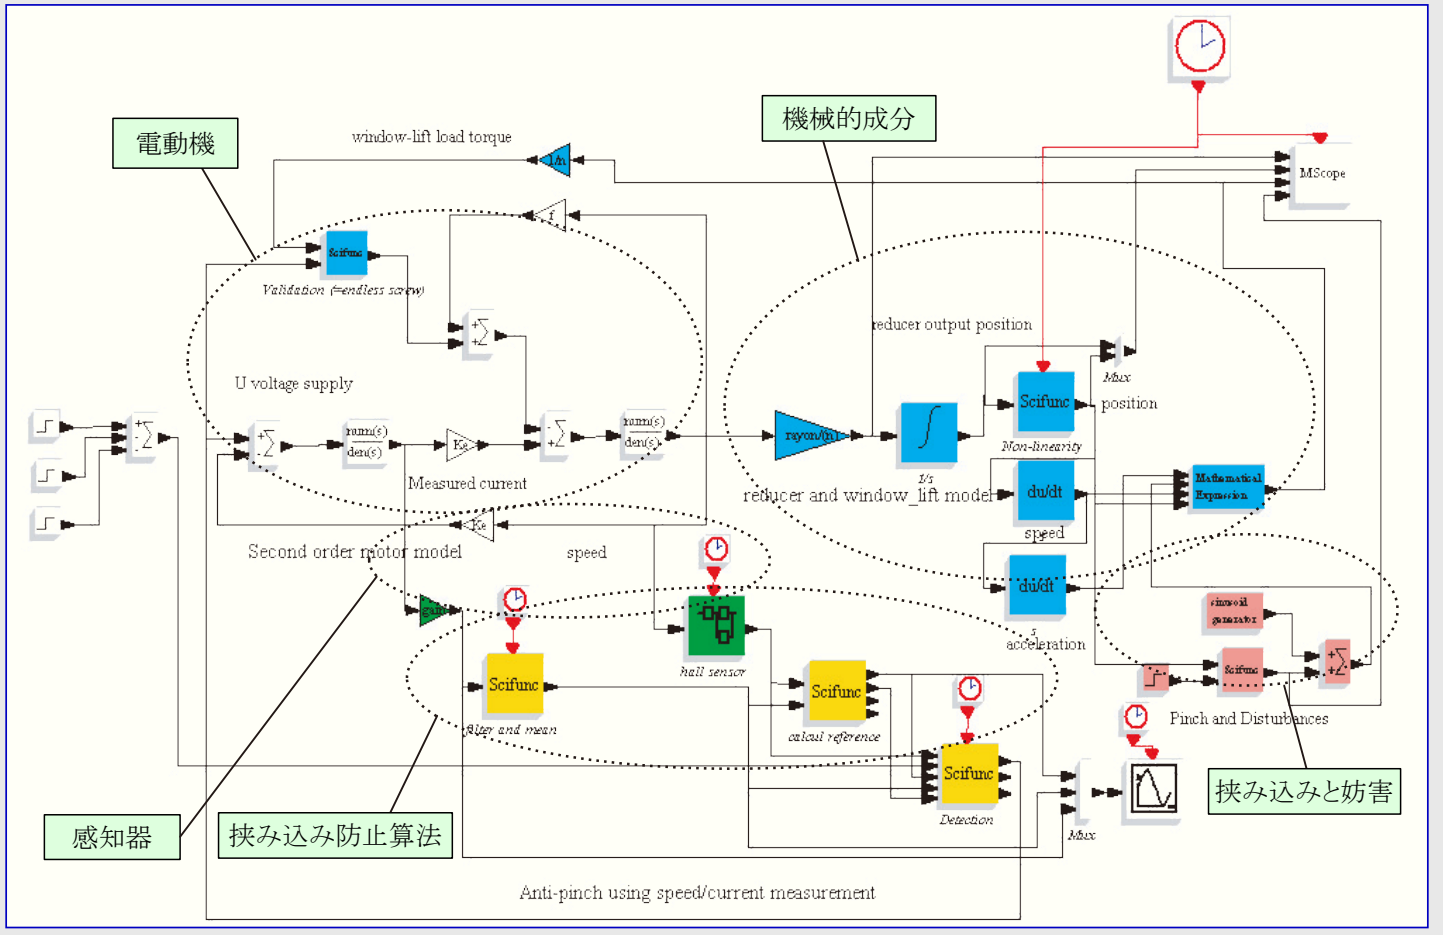 電動機
window-lift load torque
1/n
機械的成分
MScope
f
Scifunc
Validation (=endless screw)
+
+
Σ
reducer output position
U voltage supply
Mux
Scifunc
position
Non-linearity
+
-
-
Σ
+
-
Σ
num(s)
den(s)
Ke
+
-
Σ
num(s)
den(s)
rayon/(n)
1/s
Measured current
reducer and window_lift model
du/dt
speed
Mathematical
Expression
Ke
Second order motor model
speed
du/dt
s
acceleration
gain
sinusoid
generator
hall sensor
Scifunc
filter and mean
Scifunc
calcul reference
Scifunc
+
+
Σ
Pinch and Disturbances
Scifunc
Detection
Mux
挟み込みと妨害
感知器
挟み込み防止算法
Anti-pinch using speed/current measurement